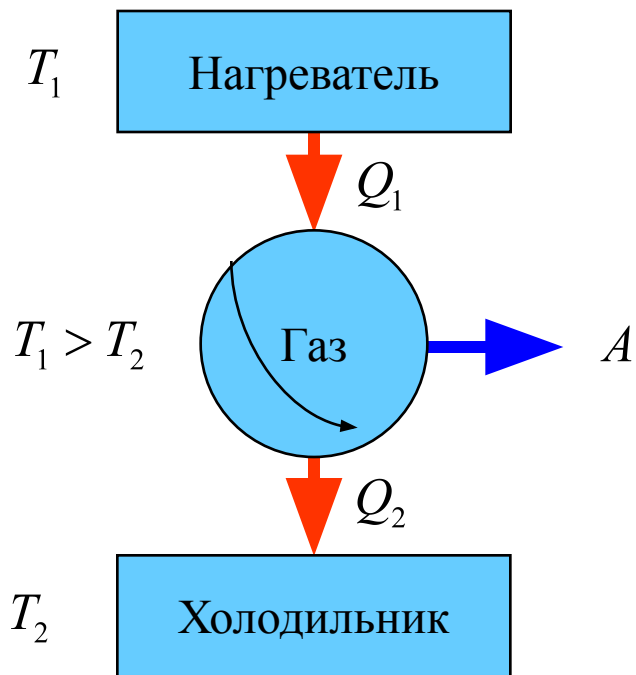 T₁
Нагреватель
Q₁
T₁ > T₂
Газ
A
Q₂
T₂
Холодильник